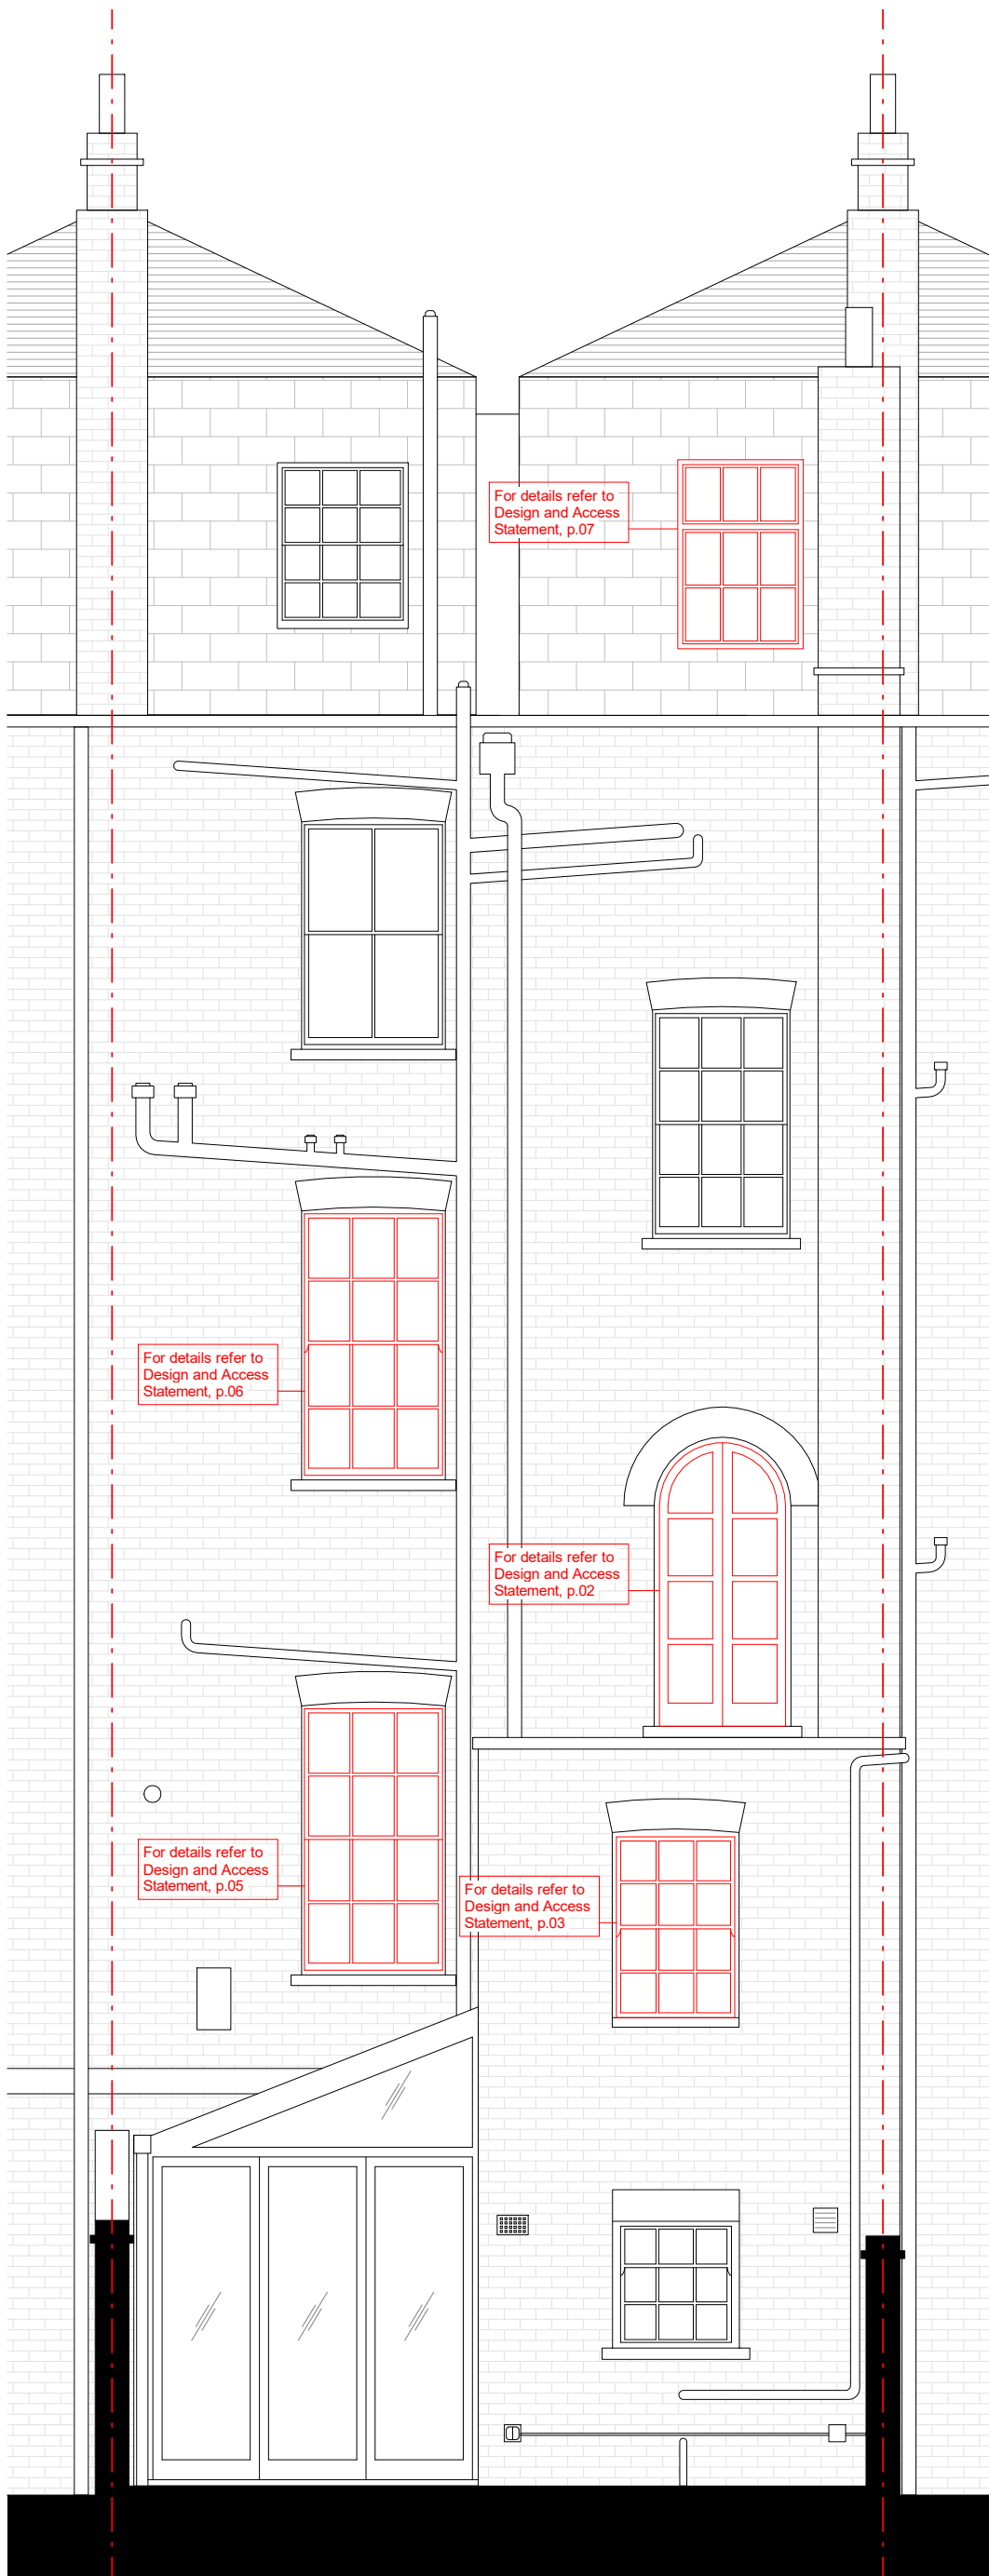 For details refer to
Design and Access
Statement, p.07
For details refer to
Design and Access
Statement, p.06
For details refer to
Design and Access
Statement, p.02
For details refer to
Design and Access
Statement, p.05
For details refer to
Design and Access
Statement, p.03